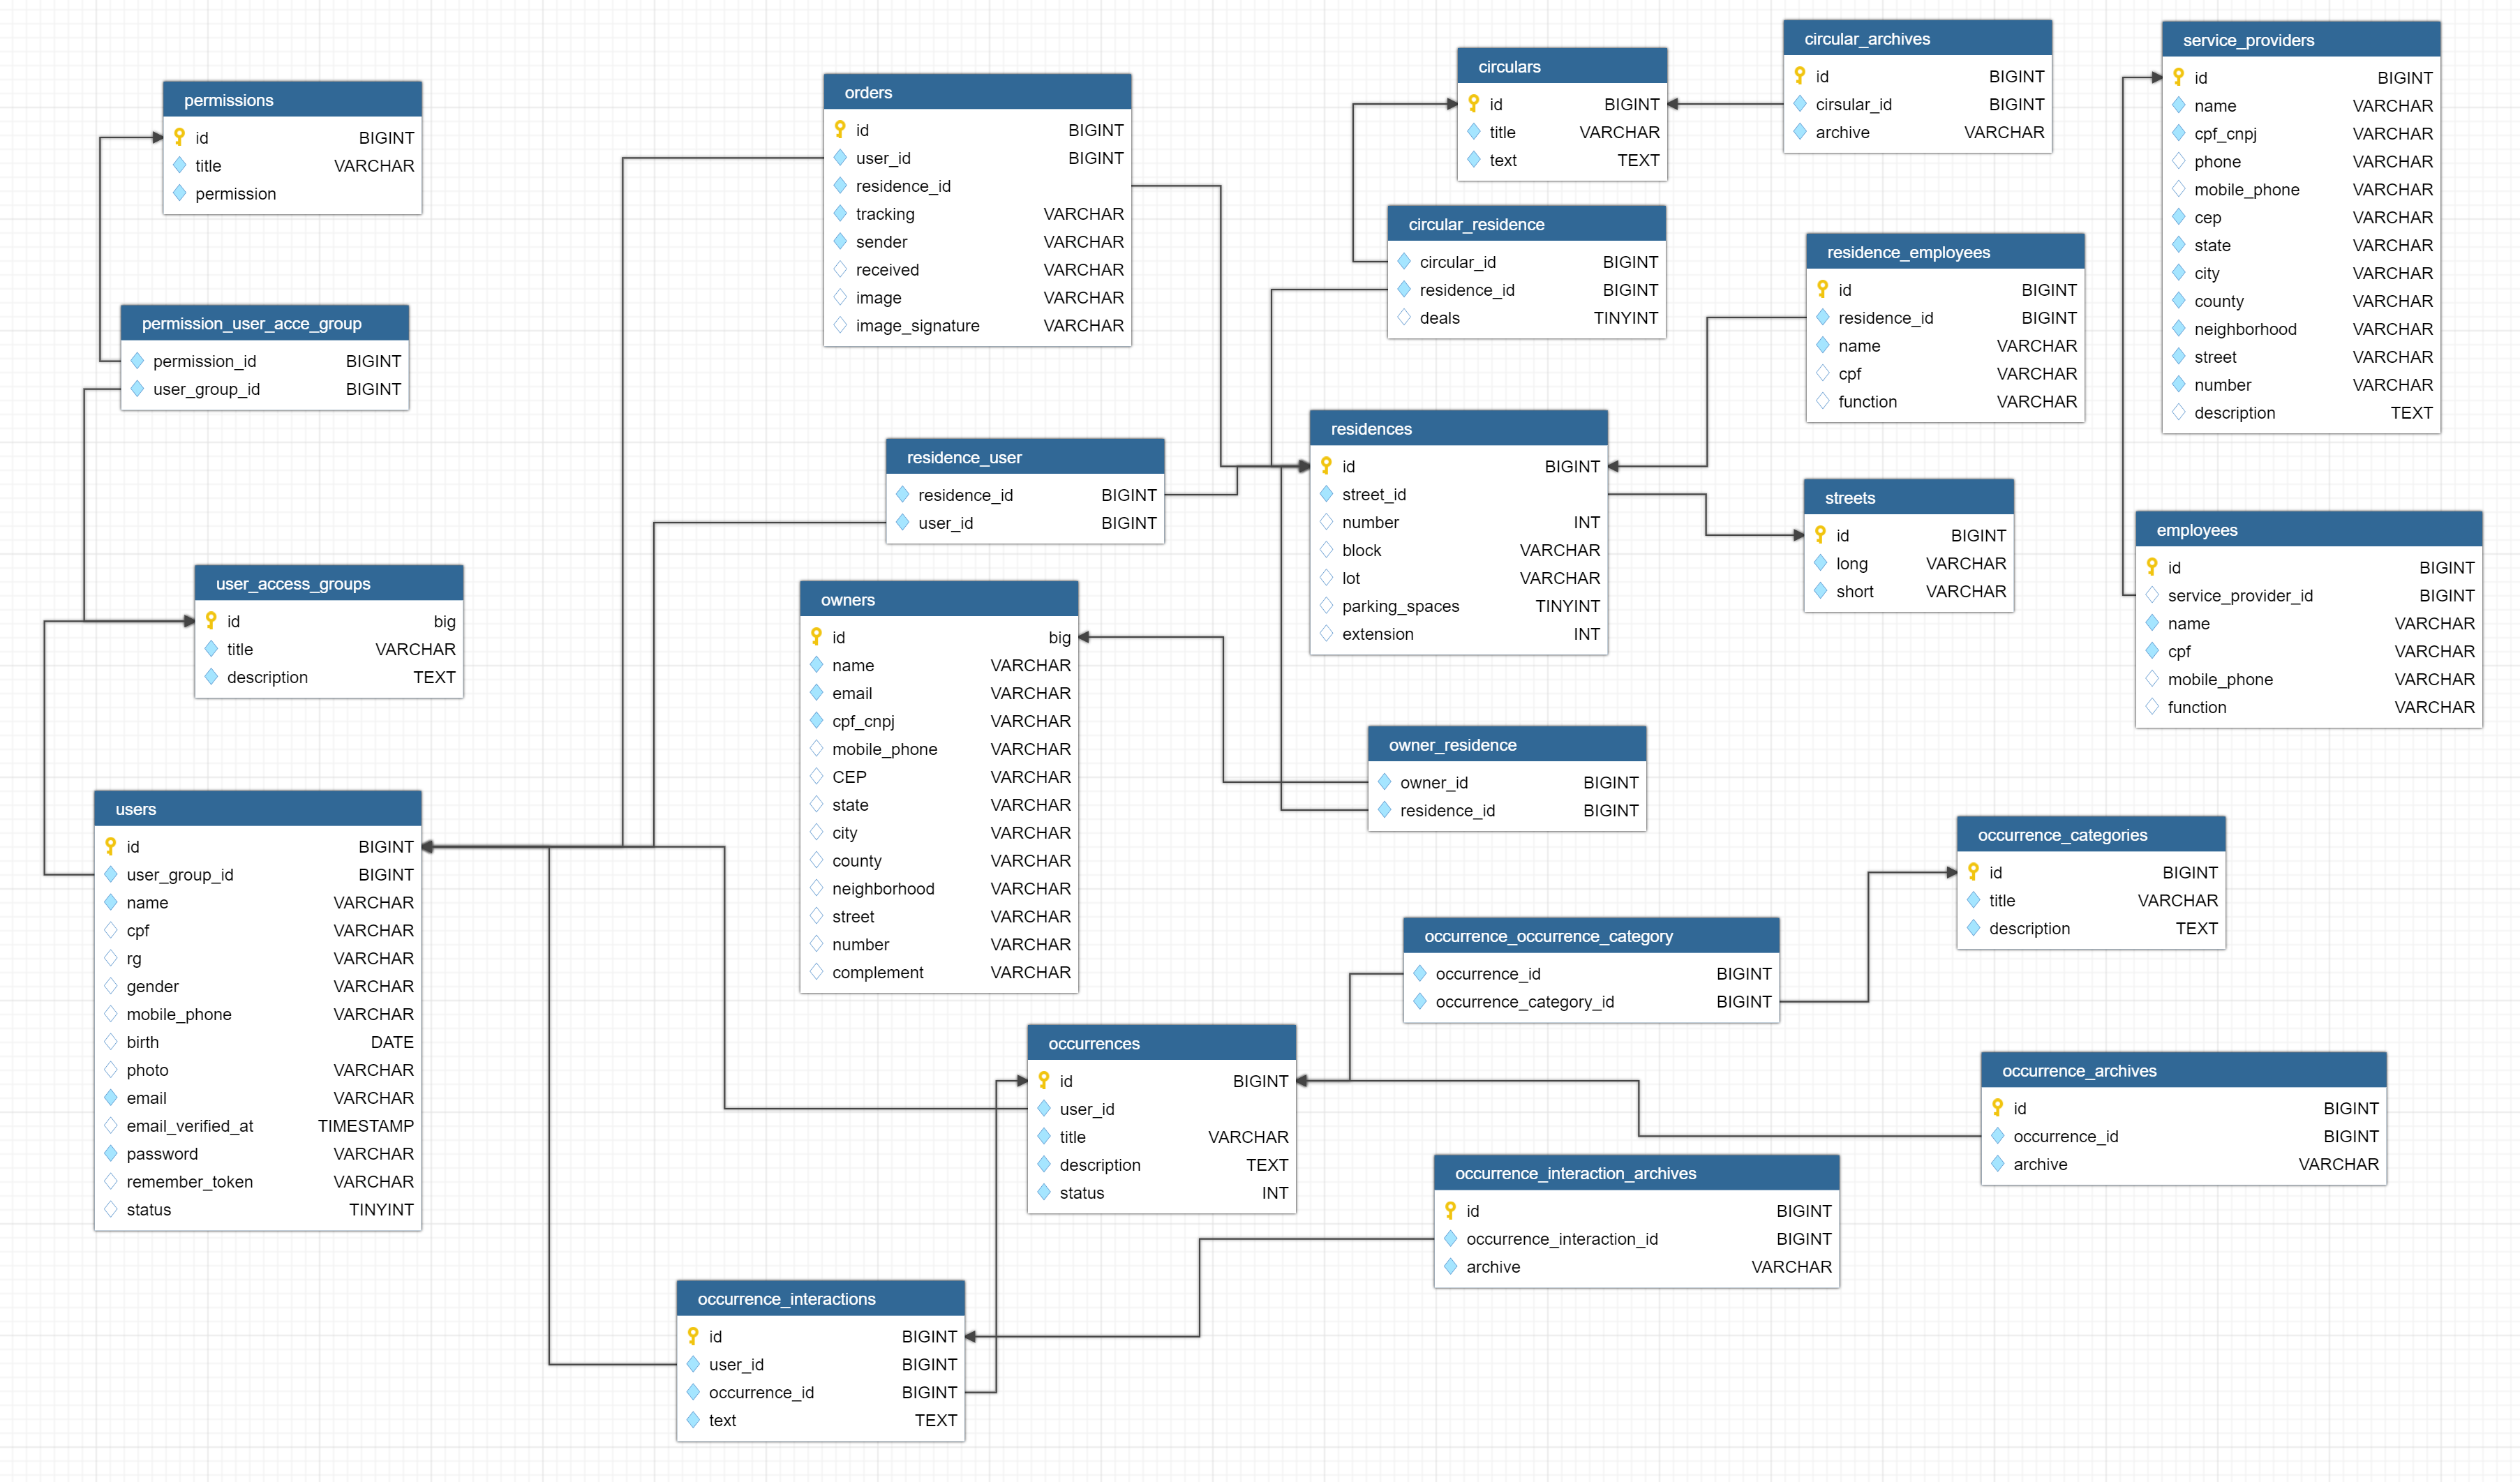 permissions
id BIGINT
title VARCHAR
permission
permission_user_acce_group
permission_id BIGINT
user_group_id BIGINT
user_access_groups
id big
title VARCHAR
description TEXT
users
id BIGINT
user_group_id BIGINT
name VARCHAR
cpf VARCHAR
rg VARCHAR
gender VARCHAR
mobile_phone VARCHAR
birth DATE
photo VARCHAR
email VARCHAR
email_verified_at TIMESTAMP
password VARCHAR
remember_token VARCHAR
status TINYINT
orders
id BIGINT
user_id BIGINT
residence_id
tracking VARCHAR
sender VARCHAR
received VARCHAR
image VARCHAR
image_signature VARCHAR
residence_user
residence_id BIGINT
user_id BIGINT
owners
id big
name VARCHAR
email VARCHAR
cpf_cnpj VARCHAR
mobile_phone VARCHAR
CEP VARCHAR
state VARCHAR
city VARCHAR
county VARCHAR
neighborhood VARCHAR
street VARCHAR
number VARCHAR
complement VARCHAR
occurrences
id BIGINT
user_id
title VARCHAR
description TEXT
status INT
occurrence_interactions
id BIGINT
user_id BIGINT
occurrence_id BIGINT
text TEXT
circulars
id BIGINT
title VARCHAR
text TEXT
circular_residence
circular_id BIGINT
residence_id BIGINT
deals TINYINT
residences
id BIGINT
street_id
number INT
block VARCHAR
lot VARCHAR
parking_spaces TINYINT
extension INT
owner_residence
owner_id BIGINT
residence_id BIGINT
occurrence_occurrence_category
occurrence_id BIGINT
occurrence_category_id BIGINT
occurrence_interaction_archives
id BIGINT
occurrence_interaction_id BIGINT
archive VARCHAR
circular_archives
id BIGINT
cirsular_id BIGINT
archive VARCHAR
residence_employees
id BIGINT
residence_id BIGINT
name VARCHAR
cpf VARCHAR
function VARCHAR
streets
id BIGINT
long VARCHAR
short VARCHAR
occurrence_categories
id BIGINT
title VARCHAR
description TEXT
occurrence_archives
id BIGINT
occurrence_id BIGINT
archive VARCHAR
service_providers
id BIGINT
name VARCHAR
cpf_cnpj VARCHAR
phone VARCHAR
mobile_phone VARCHAR
cep VARCHAR
state VARCHAR
city VARCHAR
county VARCHAR
neighborhood VARCHAR
street VARCHAR
number VARCHAR
description TEXT
employees
id BIGINT
service_provider_id BIGINT
name VARCHAR
cpf VARCHAR
mobile_phone VARCHAR
function VARCHAR